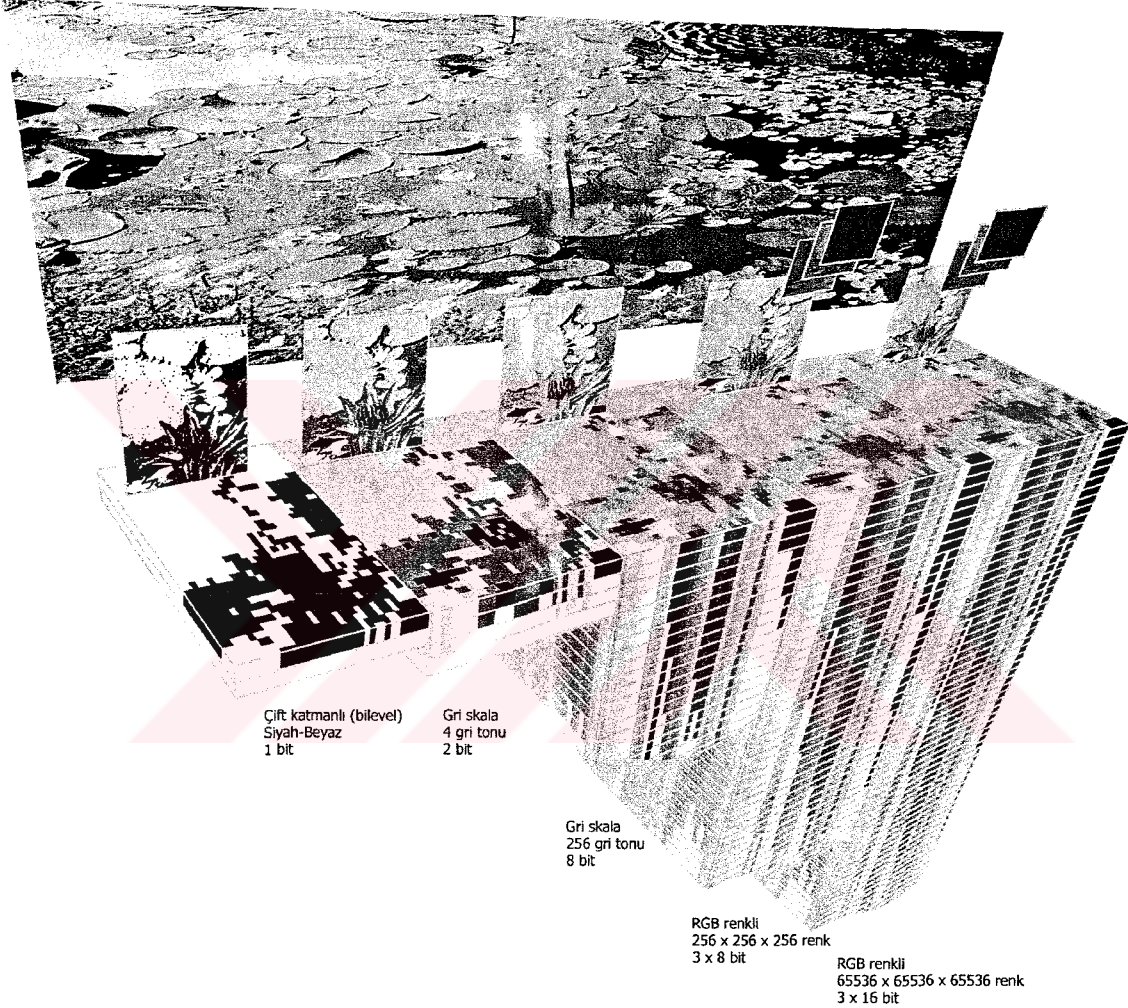 Çift katmanlı (bilevel)
Siyah-Beyaz
1 bit
Gri skala
4 gri tonu
2 bit
Gri skala
256 gri tonu
8 bit
RGB renkli
256 x 256 x 256 renk
3 x 8 bit
RGB renkli
65536 x 65536 x 65536 renk
3 x 16 bit